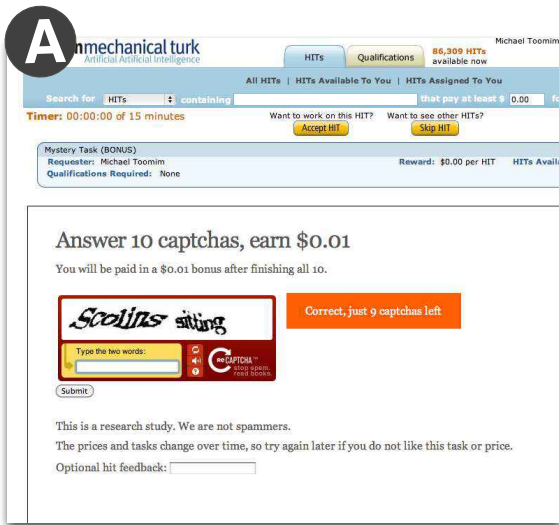 A
mechanical turk
Artificial Artificial Intelligence
HITs
Qualifications
86,309 HITs
available now
Michael Toomim
All HITs | HITs Available To You | HITs Assigned To You
Search for HITs containing that pay at least $ 0.00
Timer: 00:00:00 of 15 minutes
Want to work on this HIT? Want to see other HITs?
Accept HIT Skip HIT
Mystery Task (BONUS)
Requester: Michael Toomim Reward: $0.00 per HIT HITs
Qualifications Required: None
Answer 10 captchas, earn $0.01
You will be paid in a $0.01 bonus after finishing all 10.
Scolins sitting
Correct, just 9 captchas left
Type the two words:
reCAPTCHA™
stop spam.
read books.
Submit
This is a research study. We are not spammers.
The prices and tasks change over time, so try again later if you do not like this task or price.
Optional hit feedback: